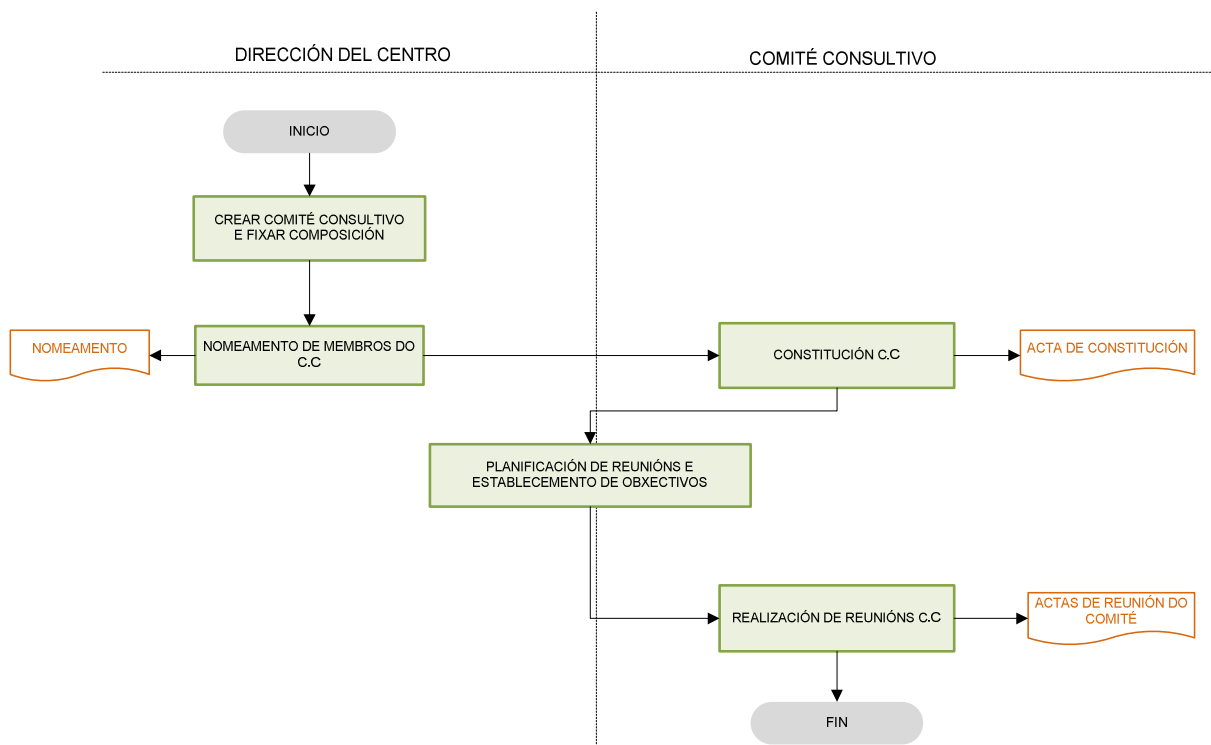 DIRECCIÓN DEL CENTRO
COMITÉ CONSULTIVO
INICIO
CREAR COMITÉ CONSULTIVO
E FIXAR COMPOSICIÓN
NOMEAMENTO
NOMEAMENTO DE MEMBROS DO
C.C
CONSTITUCIÓN C.C
ACTA DE CONSTITUCIÓN
PLANIFICACIÓN DE REUNIÓNS E
ESTABLECEMENTO DE OBXECTIVOS
REALIZACIÓN DE REUNIÓNS C.C
ACTAS DE REUNIÓN DO
COMITÉ
FIN